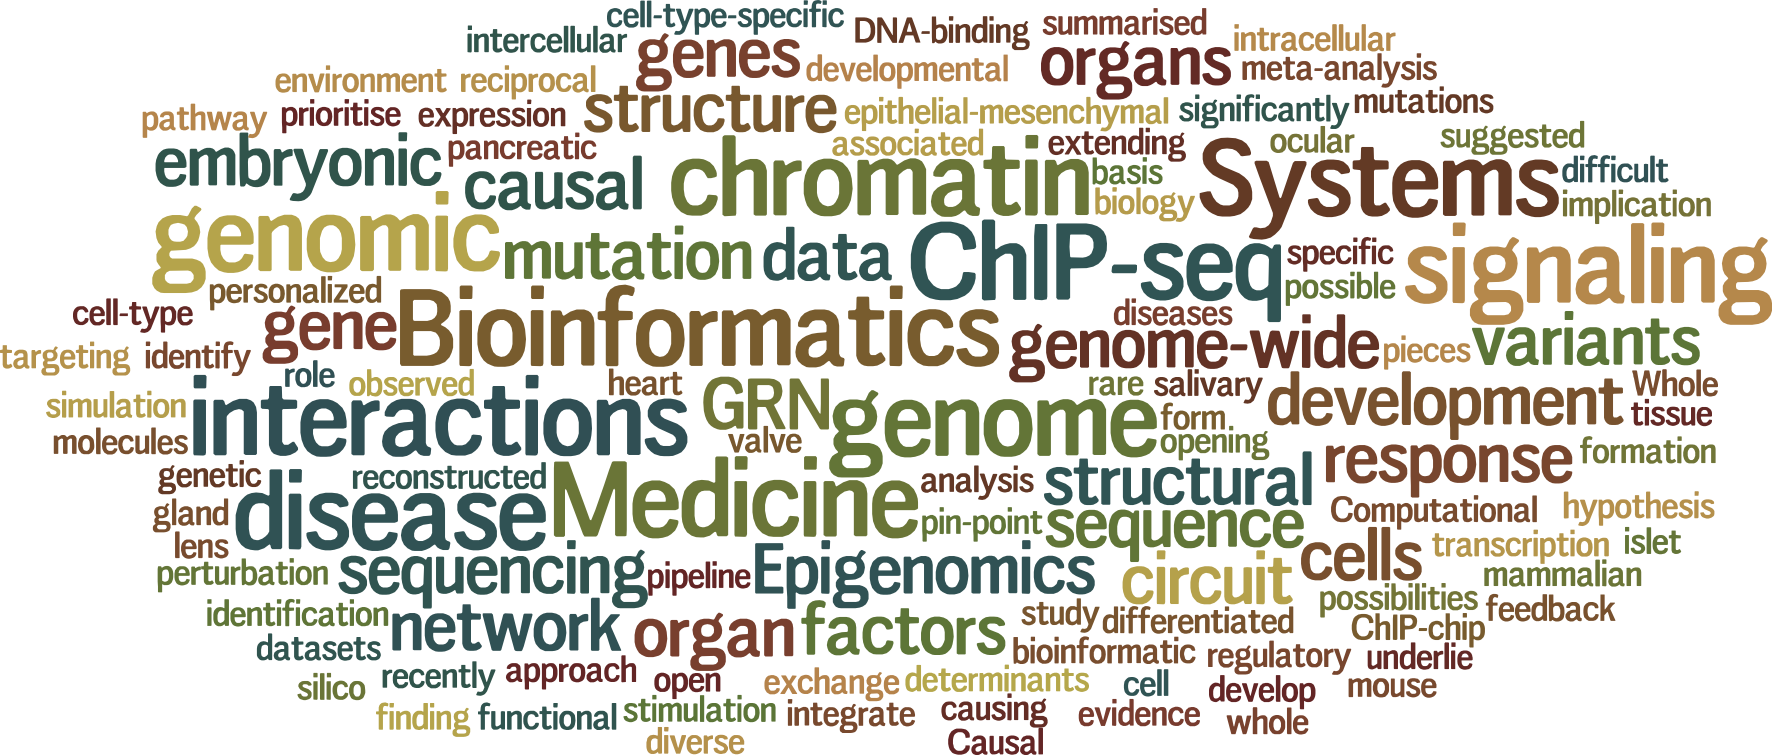 cell-type-specific
intercellular
genes
DNA-binding
summarised
organs
intracellular
environment
reciprocal
developmental
meta-analysis
pathway
prioritise
expression
structure
epithelial-mesenchymal
significantly
mutations
embryonic
pancreatic
causal
associated
chromatin
extending
basis
biology
Systems
ocular
suggested
difficult
implication
genomic
mutation
data
ChIP-seq
specific
possible
signaling
personalized
cell-type
gene
Bioinformatics
diseases
genome-wide
pieces
variants
targeting
identify
role
observed
heart
GRN
genome
rare
salivary
development
Whole
tissue
simulation
interactions
molecules
valve
form
opening
response
formation
genetic
reconstructed
disease
Medicine
analysis
structural
pin-point
sequence
Computational
hypothesis
gland
lens
perturbation
sequencing
pipeline
Epigenomics
circuit
cells
transcription
islet
mammalian
identification
network
organ
factors
study
differentiated
possibilities
feedback
ChIP-chip
datasets
bioinformatic
regulatory
underlie
silico
recently
approach
open
exchange
determinants
cell
develop
mouse
finding
functional
stimulation
integrate
causing
evidence
whole
diverse
Causal